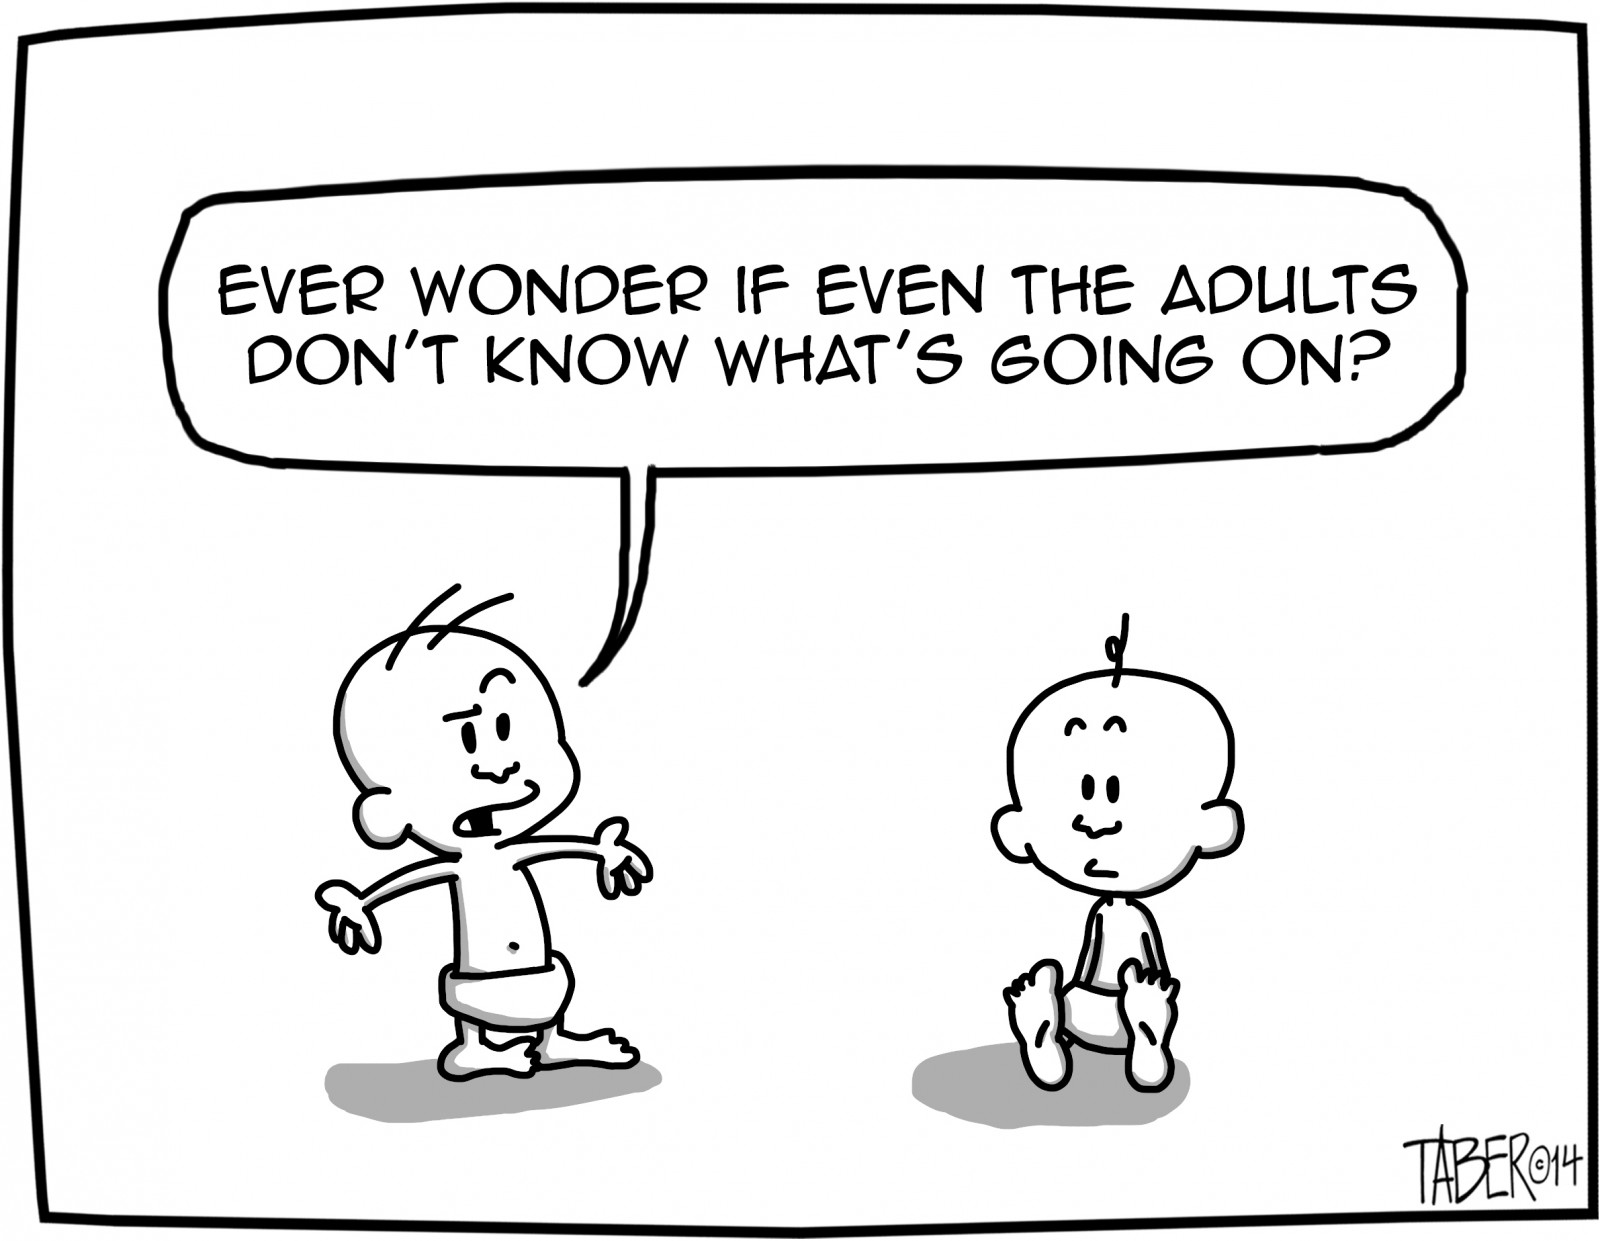 EVER WONDER IF EVEN THE ADULTS
DON'T KNOW WHAT'S GOING ON?
TABER©14